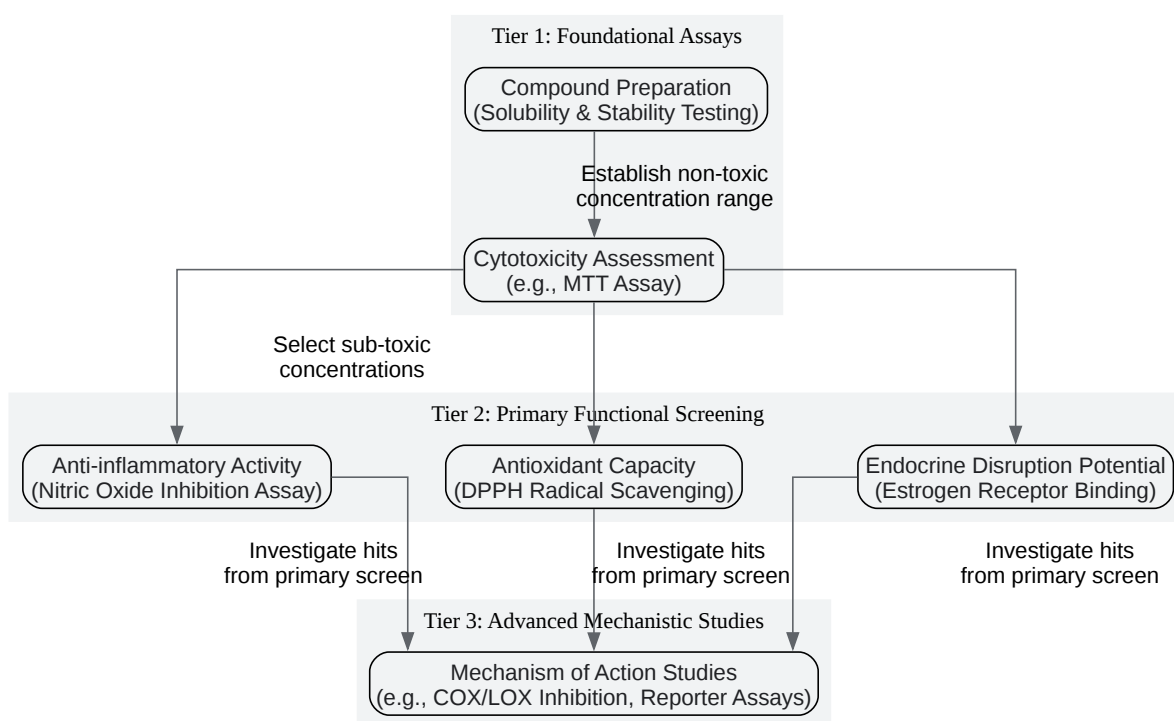 Tier 1: Foundational Assays
Compound Preparation
(Solubility & Stability Testing)
Establish non-toxic
concentration range
Cytotoxicity Assessment
(e.g., MTT Assay)
Select sub-toxic
concentrations
Tier 2: Primary Functional Screening
Anti-inflammatory Activity
(Nitric Oxide Inhibition Assay)
Antioxidant Capacity
(DPPH Radical Scavenging)
Endocrine Disruption Potential
(Estrogen Receptor Binding)
Investigate hits
from primary screen
Investigate hits
from primary screen
Investigate hits
from primary screen
Tier 3: Advanced Mechanistic Studies
Mechanism of Action Studies
(e.g., COX/LOX Inhibition, Reporter Assays)